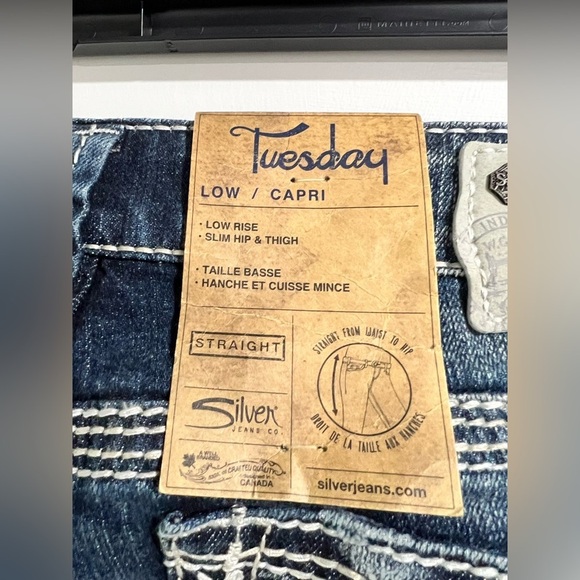 Tuesday
LOW / CAPRI
· LOW RISE
· SLIM HIP & THIGH
· TAILLE BASSE
· HANCHE ET CUISSE MINCE
STRAIGHT
STRAIGHT FROM WAIST TO HIP
DROIT DE LA TAILLE AUX HANCHES
Silver
JEANS CO.
CANADA
silverjeans.com
IND
W.C